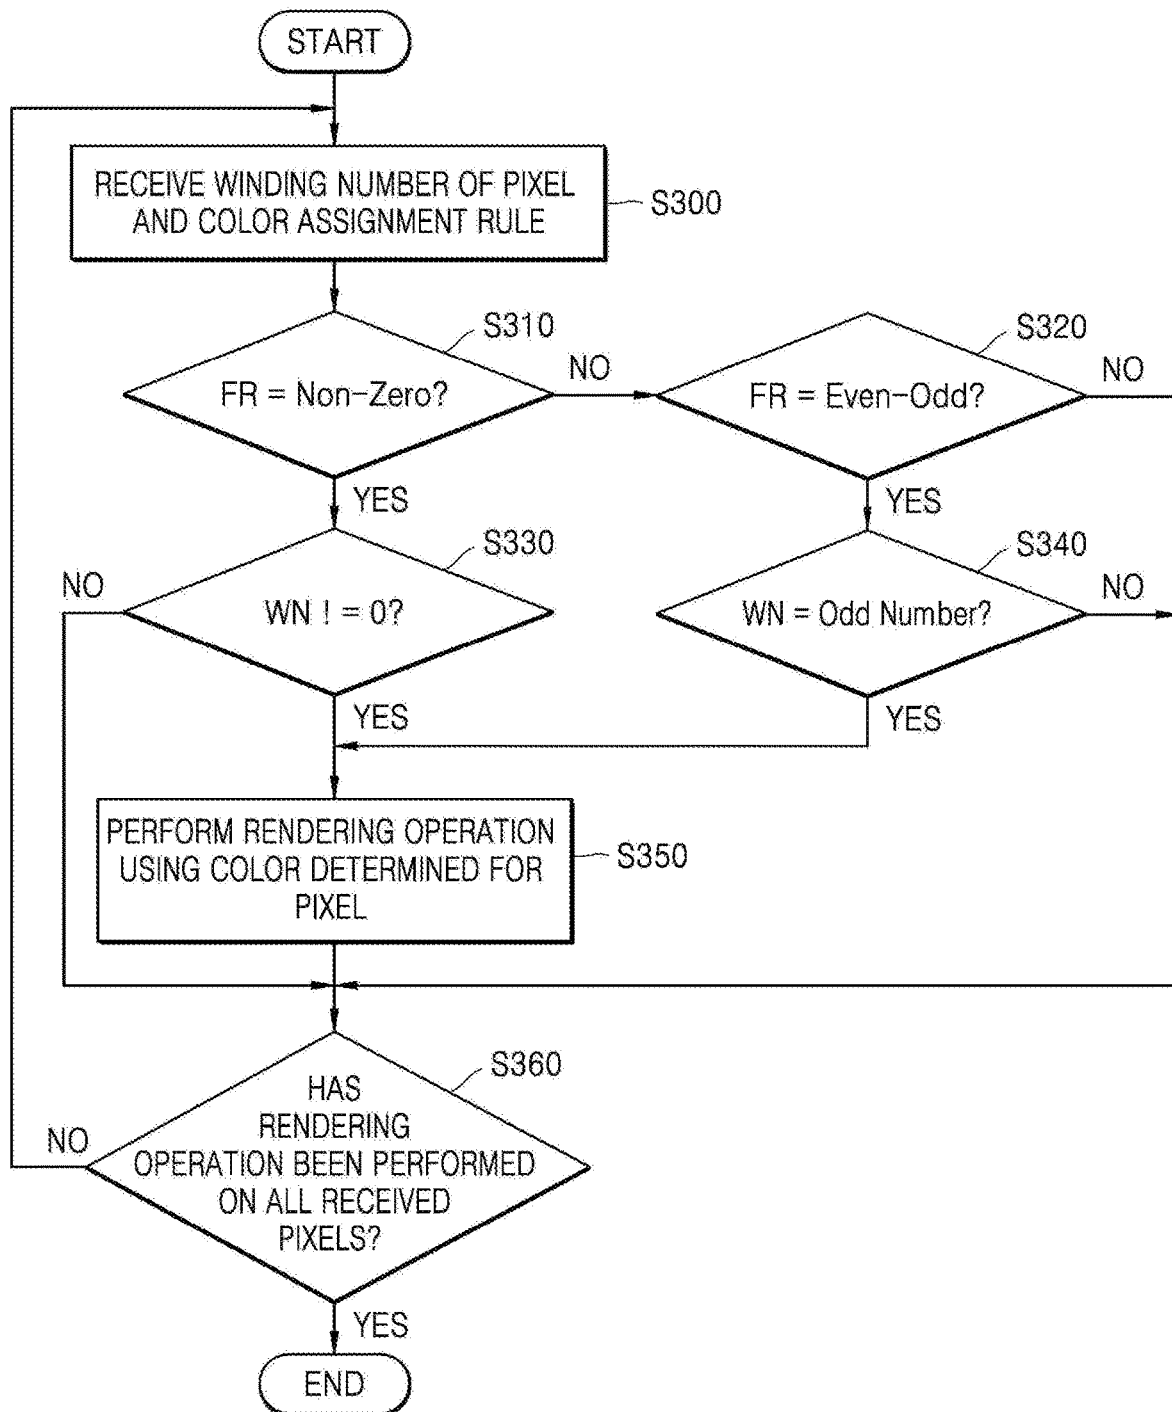 START
RECEIVE WINDING NUMBER OF PIXEL
AND COLOR ASSIGNMENT RULE
S300
S310
FR = Non-Zero?
NO
S320
FR = Even-Odd?
NO
YES
YES
S330
NO
WN ! = 0?
S340
WN = Odd Number?
NO
YES
YES
PERFORM RENDERING OPERATION
USING COLOR DETERMINED FOR
PIXEL
S350
S360
HAS
RENDERING
OPERATION BEEN PERFORMED
ON ALL RECEIVED
PIXELS?
NO
YES
END